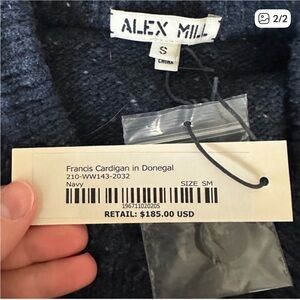 2/2
ALEX MILL
S
CHINA
Francis Cardigan in Donegal
210-WW143-2032
Navy SIZE SM
196711020205
RETAIL: $185.00 USD